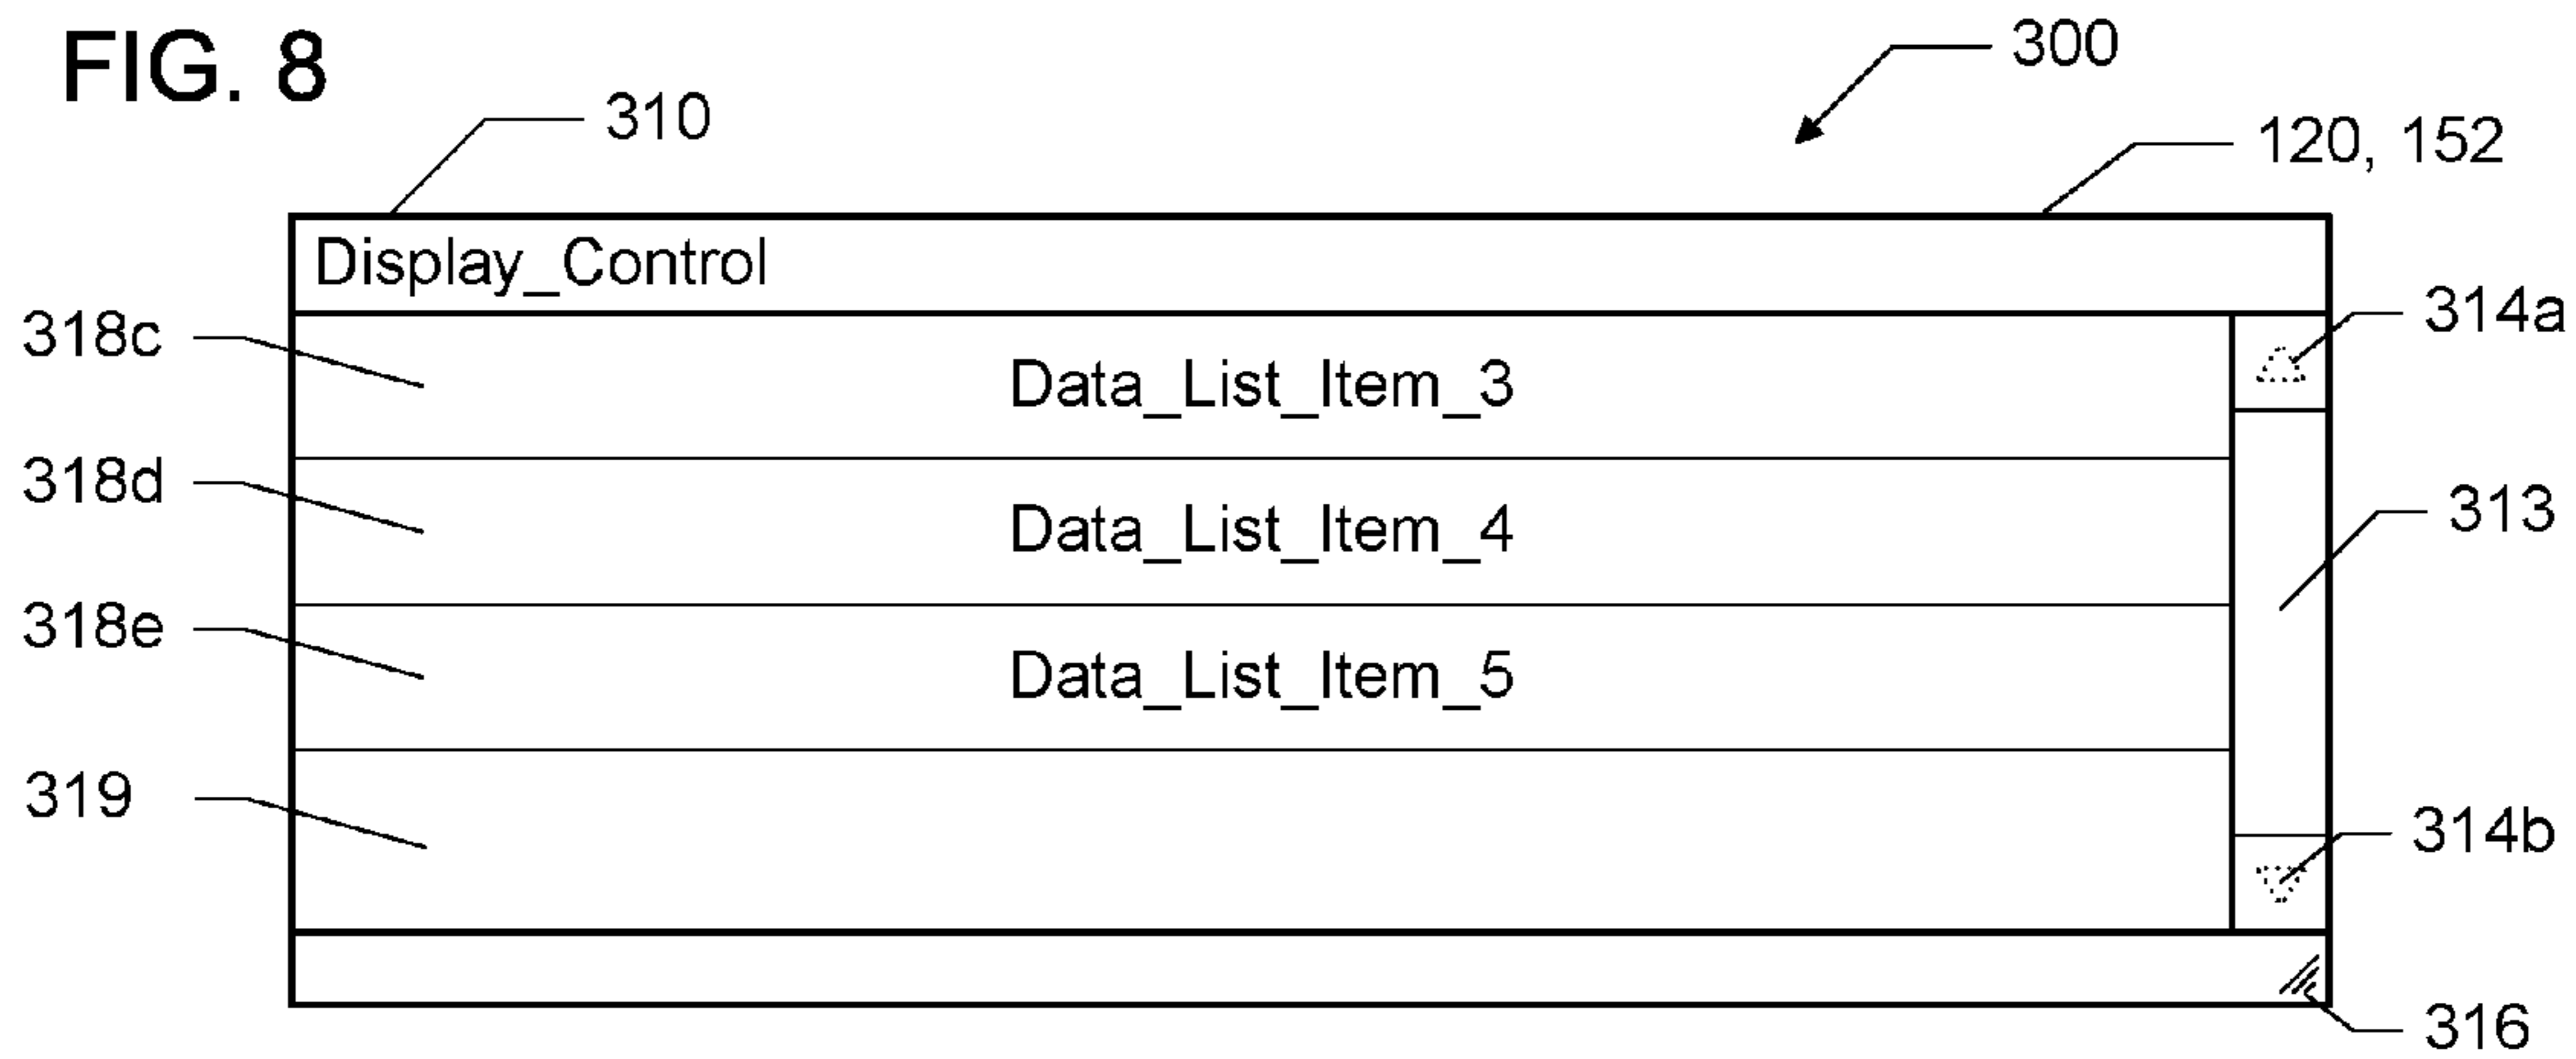 FIG. 8
300
310
120, 152
Display_Control
314a
318c
Data_List_Item_3
318d
Data_List_Item_4
313
318e
Data_List_Item_5
319
314b
316